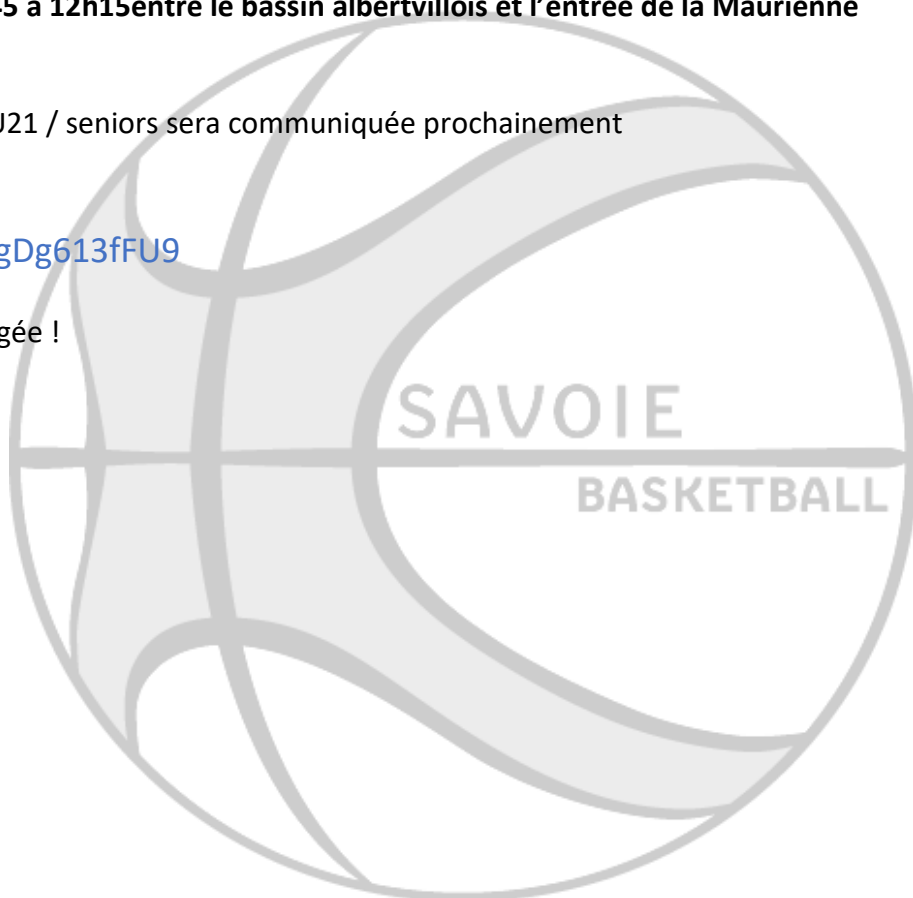 45 à 12h15entre le bassin albertvillois et l’entrée de la Maurienne
U21 / seniors sera communiquée prochainement
gDg613fFU9
gée !
SAVOIE
BASKETBALL